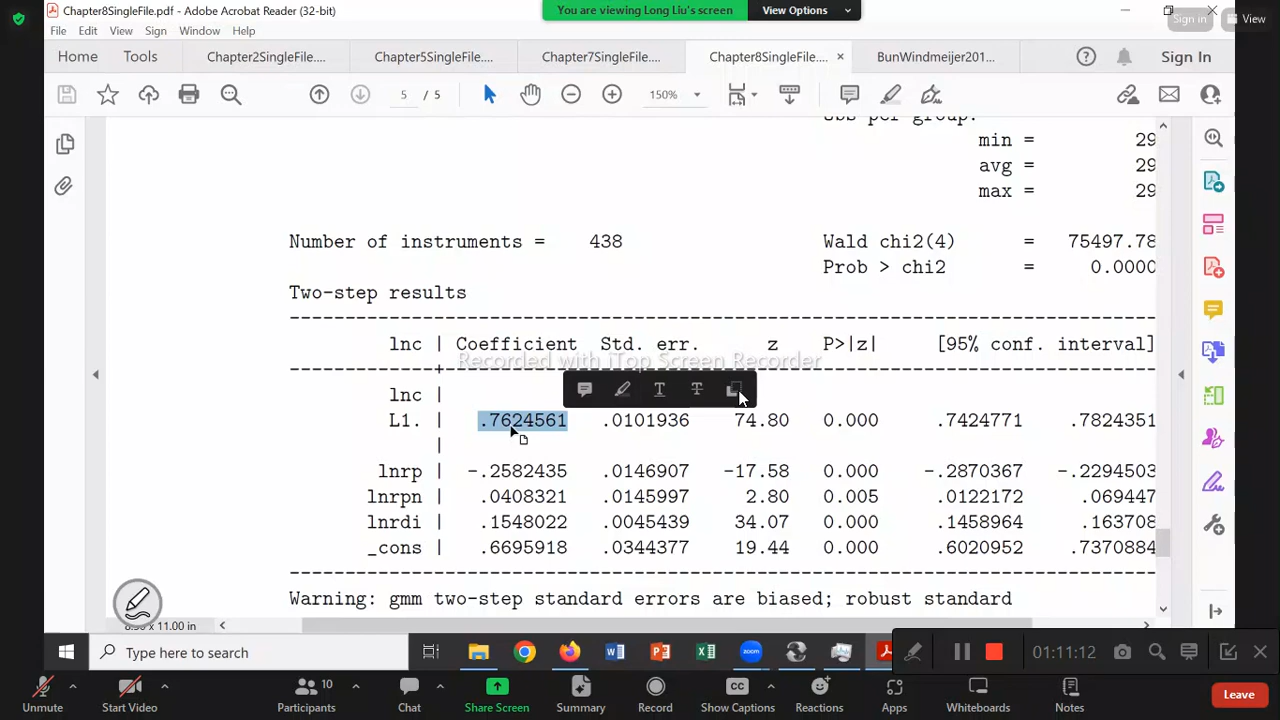 Chapter8SingleFile.pdf - Adobe Acrobat Reader (32-bit)
You are viewing Long Liu's screen
View Options
Sign in
View
File Edit View Sign Window Help
Home Tools Chapter2SingleFile.... Chapter5SingleFile.... Chapter7SingleFile.... Chapter8SingleFile.... × BunWindmeijer201... Sign In
5 / 5 150%
Obs per group:
min = 29
avg = 29
max = 29
Number of instruments = 438 Wald chi2(4) = 75497.78
Prob > chi2 = 0.0000
Two-step results
lnc | Coefficient Std. err. z P>|z| [95% conf. interval]
Recorded with iTop Screen Recorder
lnc |
L1. | .7624561 .0101936 74.80 0.000 .7424771 .7824351
|
lnrp | -.2582435 .0146907 -17.58 0.000 -.2870367 -.2294503
lnrpn | .0408321 .0145997 2.80 0.005 .0122172 .069447
lnrdi | .1548022 .0045439 34.07 0.000 .1458964 .163708
_cons | .6695918 .0344377 19.44 0.000 .6020952 .7370884
Warning: gmm two-step standard errors are biased; robust standard
8.50 x 11.00 in
Type here to search
zoom
01:11:12
10
Unmute Start Video Participants Chat Share Screen Summary Record Show Captions Reactions Apps Whiteboards Notes Leave